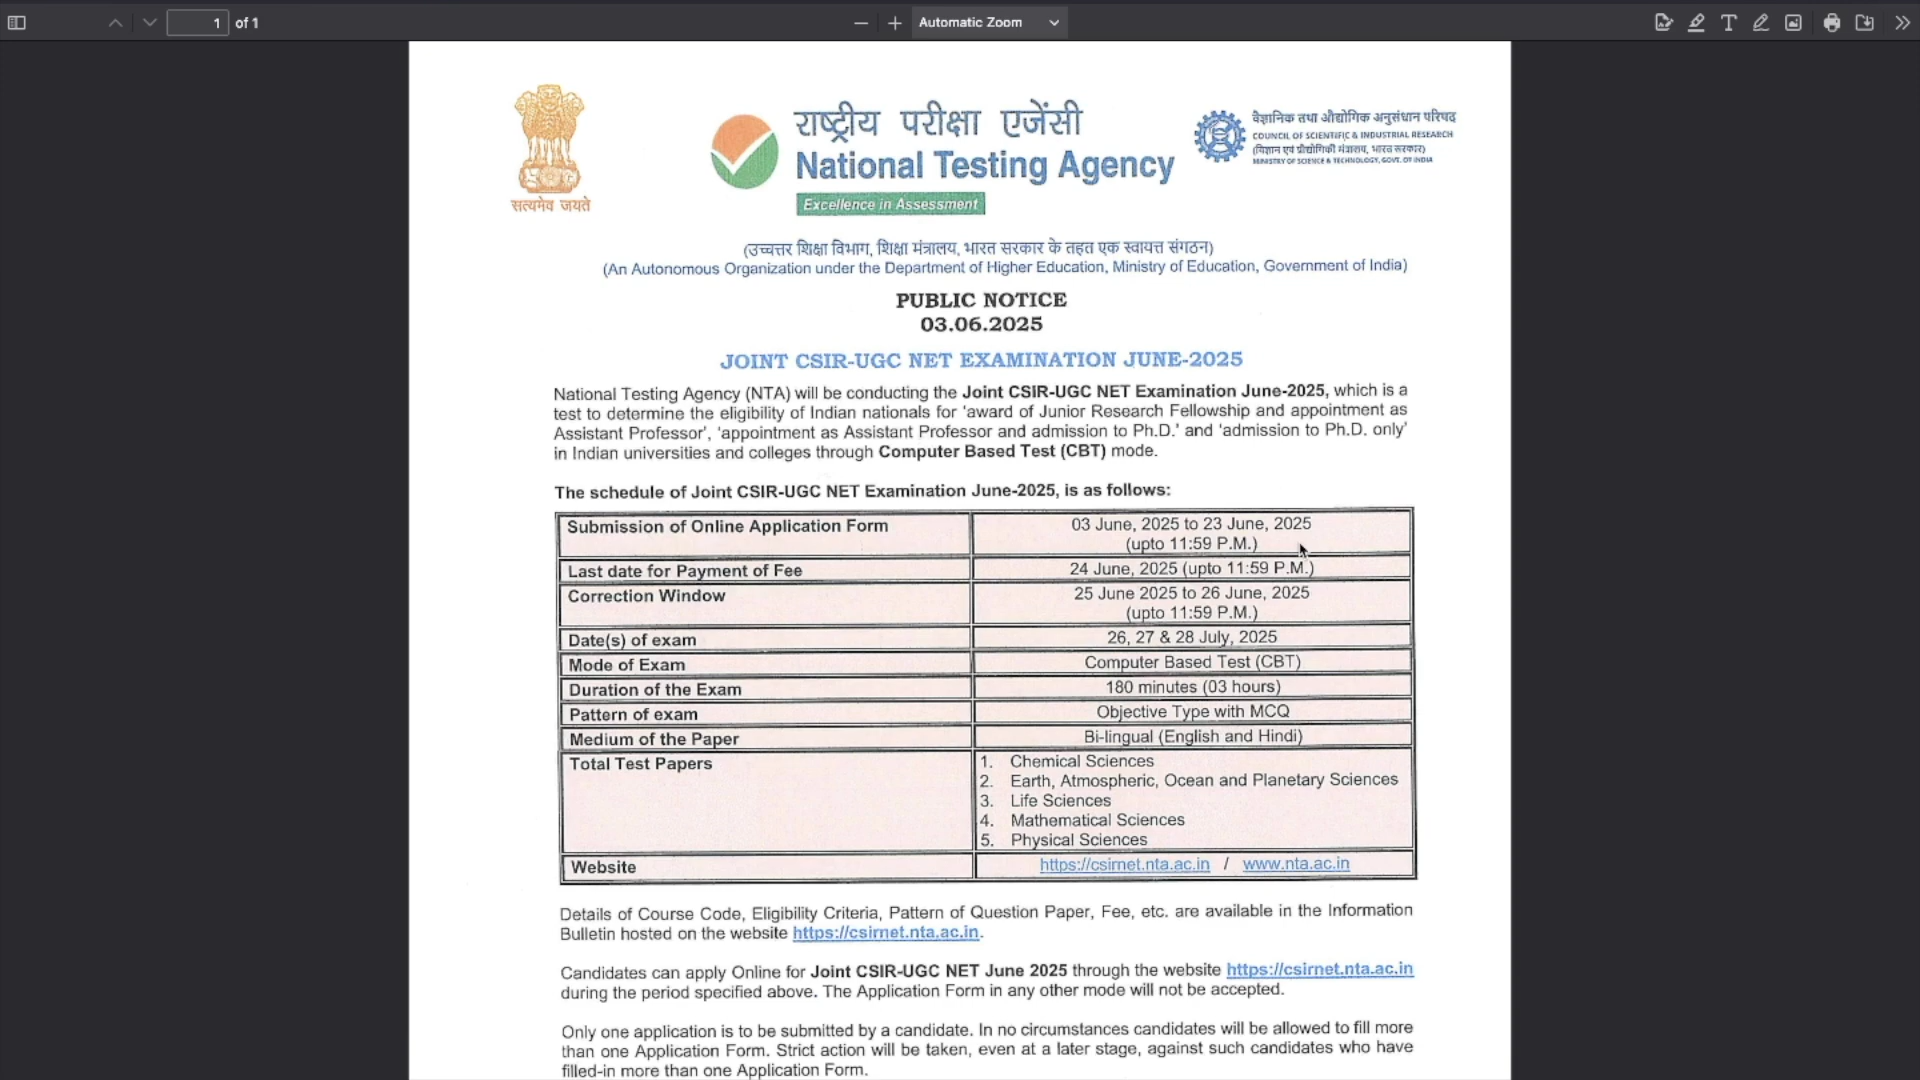 1 of 1 Automatic Zoom
सत्यमेव जयते
राष्ट्रीय परीक्षा एजेंसी
National Testing Agency
Excellence in Assessment
वैज्ञानिक तथा औद्योगिक अनुसंधान परिषद
COUNCIL OF SCIENTIFIC & INDUSTRIAL RESEARCH
(विज्ञान एवं प्रौद्योगिकी मंत्रालय, भारत सरकार)
MINISTRY OF SCIENCE & TECHNOLOGY, GOVT. OF INDIA
(उच्चत्तर शिक्षा विभाग, शिक्षा मंत्रालय, भारत सरकार के तहत एक स्वायत्त संगठन)
(An Autonomous Organization under the Department of Higher Education, Ministry of Education, Government of India)
PUBLIC NOTICE
03.06.2025
JOINT CSIR-UGC NET EXAMINATION JUNE-2025
National Testing Agency (NTA) will be conducting the Joint CSIR-UGC NET Examination June-2025, which is a
test to determine the eligibility of Indian nationals for 'award of Junior Research Fellowship and appointment as
Assistant Professor', 'appointment as Assistant Professor and admission to Ph.D.' and 'admission to Ph.D. only'
in Indian universities and colleges through Computer Based Test (CBT) mode.
The schedule of Joint CSIR-UGC NET Examination June-2025, is as follows:
Submission of Online Application Form 03 June, 2025 to 23 June, 2025
(upto 11:59 P.M.)
Last date for Payment of Fee 24 June, 2025 (upto 11:59 P.M.)
Correction Window 25 June 2025 to 26 June, 2025
(upto 11:59 P.M.)
Date(s) of exam 26, 27 & 28 July, 2025
Mode of Exam Computer Based Test (CBT)
Duration of the Exam 180 minutes (03 hours)
Pattern of exam Objective Type with MCQ
Medium of the Paper Bi-lingual (English and Hindi)
Total Test Papers 1. Chemical Sciences
2. Earth, Atmospheric, Ocean and Planetary Sciences
3. Life Sciences
4. Mathematical Sciences
5. Physical Sciences
Website https://csirnet.nta.ac.in / www.nta.ac.in
Details of Course Code, Eligibility Criteria, Pattern of Question Paper, Fee, etc. are available in the Information
Bulletin hosted on the website https://csirnet.nta.ac.in.
Candidates can apply Online for Joint CSIR-UGC NET June 2025 through the website https://csirnet.nta.ac.in
during the period specified above. The Application Form in any other mode will not be accepted.
Only one application is to be submitted by a candidate. In no circumstances candidates will be allowed to fill more
than one Application Form. Strict action will be taken, even at a later stage, against such candidates who have
filled-in more than one Application Form.